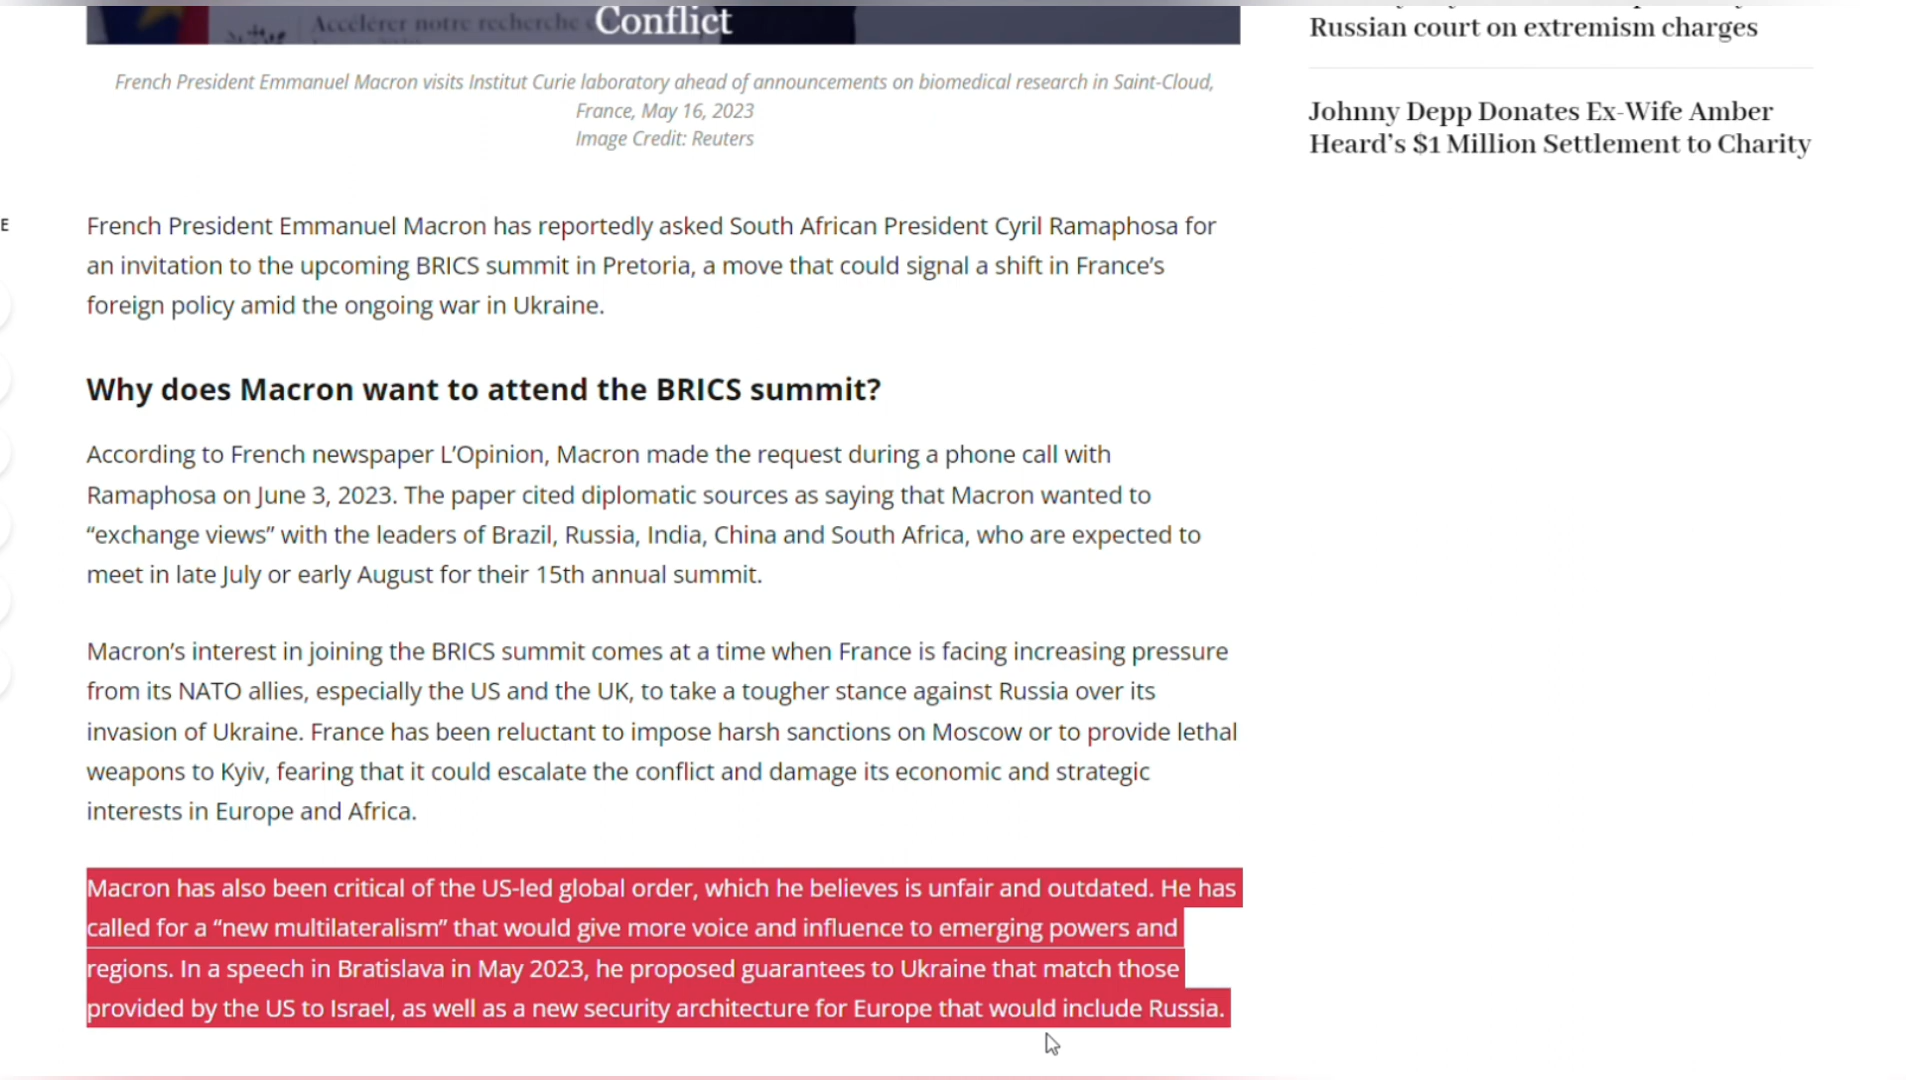 Accélérer notre recherche
Conflict
French President Emmanuel Macron visits Institut Curie laboratory ahead of announcements on biomedical research in Saint-Cloud,
France, May 16, 2023
Image Credit: Reuters
E
French President Emmanuel Macron has reportedly asked South African President Cyril Ramaphosa for
an invitation to the upcoming BRICS summit in Pretoria, a move that could signal a shift in France’s
foreign policy amid the ongoing war in Ukraine.
Why does Macron want to attend the BRICS summit?
According to French newspaper L’Opinion, Macron made the request during a phone call with
Ramaphosa on June 3, 2023. The paper cited diplomatic sources as saying that Macron wanted to
“exchange views” with the leaders of Brazil, Russia, India, China and South Africa, who are expected to
meet in late July or early August for their 15th annual summit.
Macron’s interest in joining the BRICS summit comes at a time when France is facing increasing pressure
from its NATO allies, especially the US and the UK, to take a tougher stance against Russia over its
invasion of Ukraine. France has been reluctant to impose harsh sanctions on Moscow or to provide lethal
weapons to Kyiv, fearing that it could escalate the conflict and damage its economic and strategic
interests in Europe and Africa.
Macron has also been critical of the US-led global order, which he believes is unfair and outdated. He has
called for a “new multilateralism” that would give more voice and influence to emerging powers and
regions. In a speech in Bratislava in May 2023, he proposed guarantees to Ukraine that match those
provided by the US to Israel, as well as a new security architecture for Europe that would include Russia.
Russian court on extremism charges
Johnny Depp Donates Ex-Wife Amber
Heard’s $1 Million Settlement to Charity